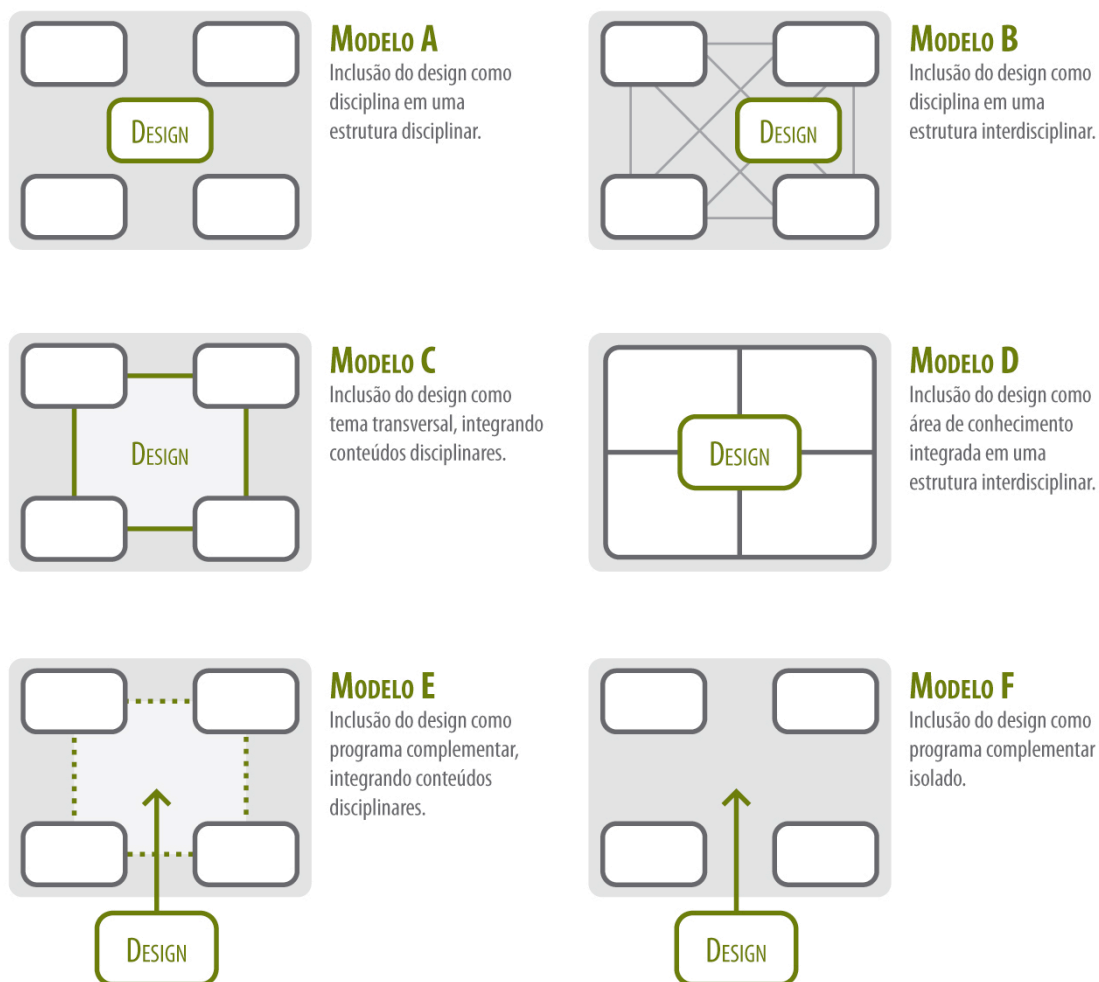 Design
Modelo A
Inclusão do design como
disciplina em uma
estrutura disciplinar.
Design
Modelo B
Inclusão do design como
disciplina em uma
estrutura interdisciplinar.
Design
Modelo C
Inclusão do design como
tema transversal, integrando
conteúdos disciplinares.
Design
Modelo D
Inclusão do design como
área de conhecimento
integrada em uma
estrutura interdisciplinar.
Design
Modelo E
Inclusão do design como
programa complementar,
integrando conteúdos
disciplinares.
Design
Modelo F
Inclusão do design como
programa complementar
isolado.